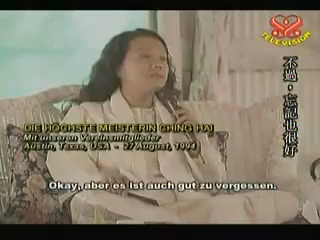 TELEVISION
不過，忘記也很好
DIE HÖCHSTE MEISTERIN CHING HAI
Mit unseren Vereinsmitglieder
Austin, Texas, USA - 27 August, 1994
Okay, aber es ist auch gut zu vergessen.